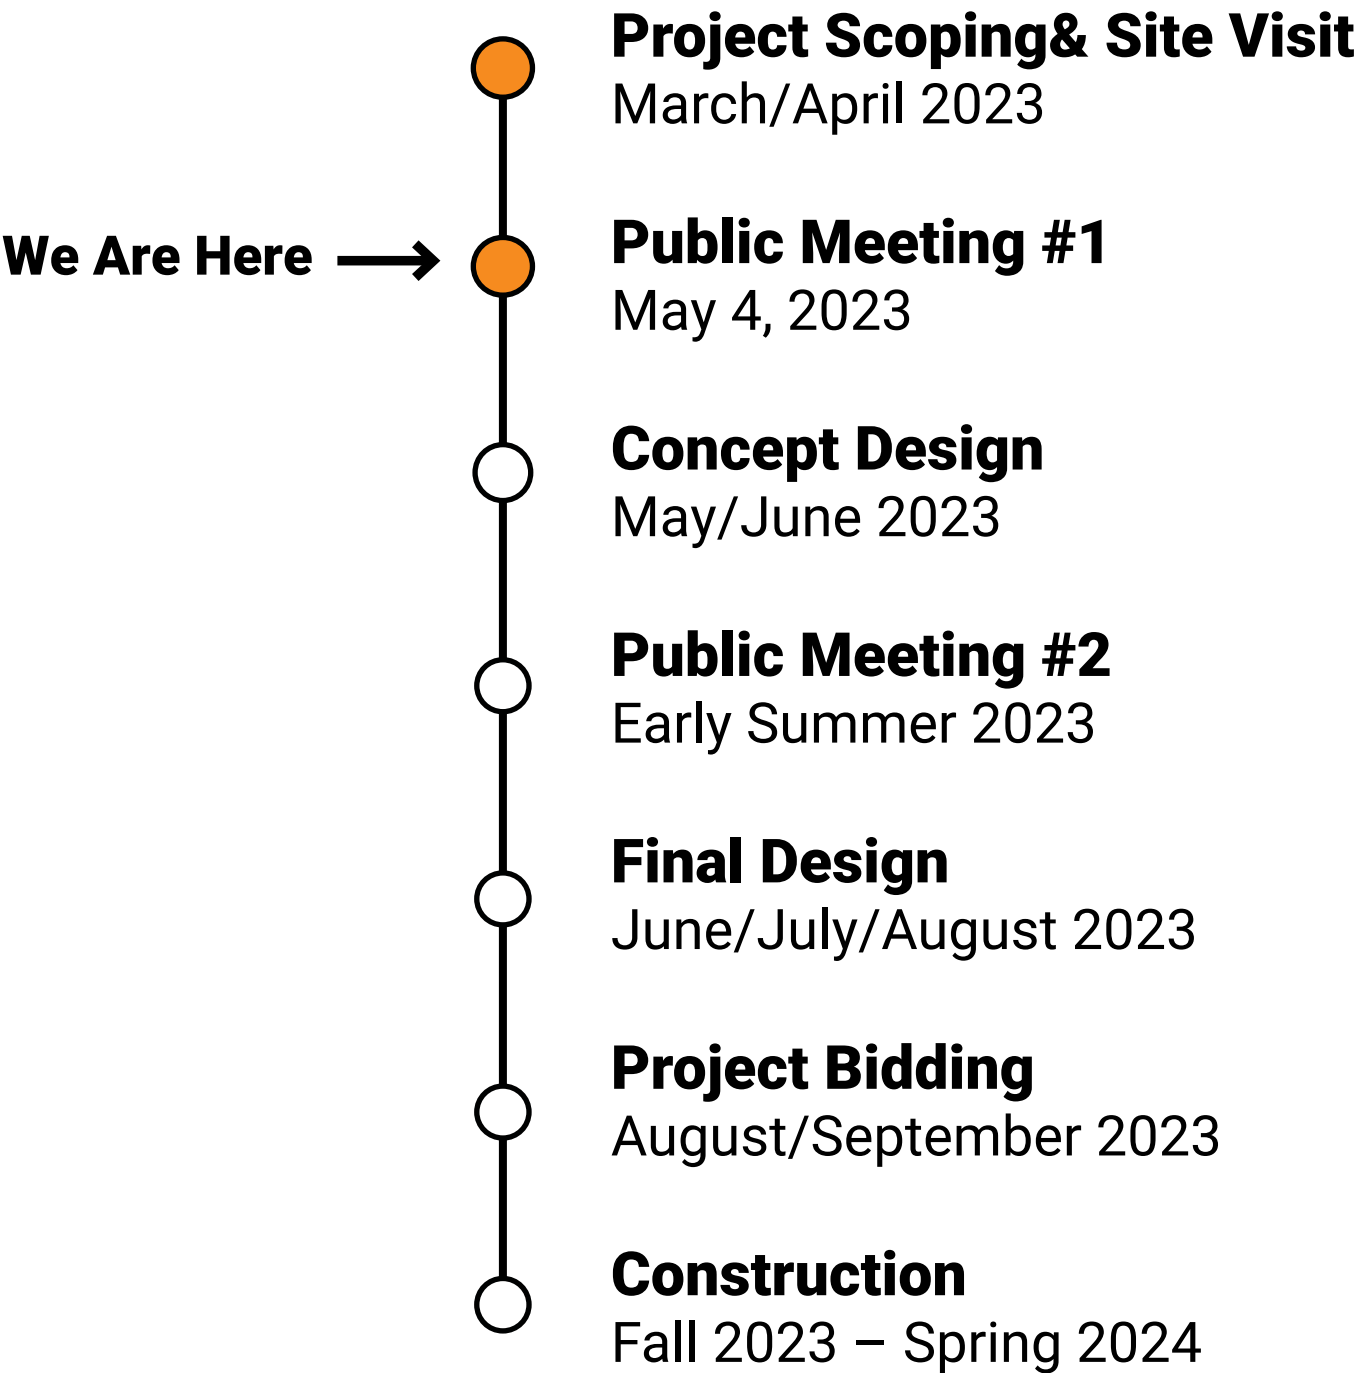 Project Scoping& Site Visit
March/April 2023
We Are Here
Public Meeting #1
May 4, 2023
Concept Design
May/June 2023
Public Meeting #2
Early Summer 2023
Final Design
June/July/August 2023
Project Bidding
August/September 2023
Construction
Fall 2023 – Spring 2024